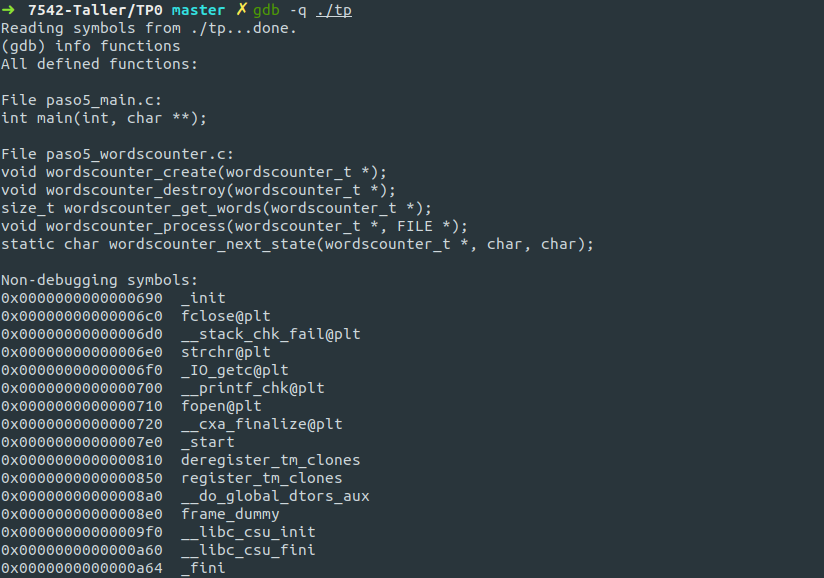 ➜  7542-Taller/TP0 master ✗ gdb -q ./tp
Reading symbols from ./tp...done.
(gdb) info functions
All defined functions:

File paso5_main.c:
int main(int, char **);

File paso5_wordscounter.c:
void wordscounter_create(wordscounter_t *);
void wordscounter_destroy(wordscounter_t *);
size_t wordscounter_get_words(wordscounter_t *);
void wordscounter_process(wordscounter_t *, FILE *);
static char wordscounter_next_state(wordscounter_t *, char, char);

Non-debugging symbols:
0x0000000000000690  _init
0x00000000000006c0  fclose@plt
0x00000000000006d0  __stack_chk_fail@plt
0x00000000000006e0  strchr@plt
0x00000000000006f0  _IO_getc@plt
0x0000000000000700  __printf_chk@plt
0x0000000000000710  fopen@plt
0x0000000000000720  __cxa_finalize@plt
0x00000000000007e0  _start
0x0000000000000810  deregister_tm_clones
0x0000000000000850  register_tm_clones
0x00000000000008a0  __do_global_dtors_aux
0x00000000000008e0  frame_dummy
0x00000000000009f0  __libc_csu_init
0x0000000000000a60  __libc_csu_fini
0x0000000000000a64  _fini